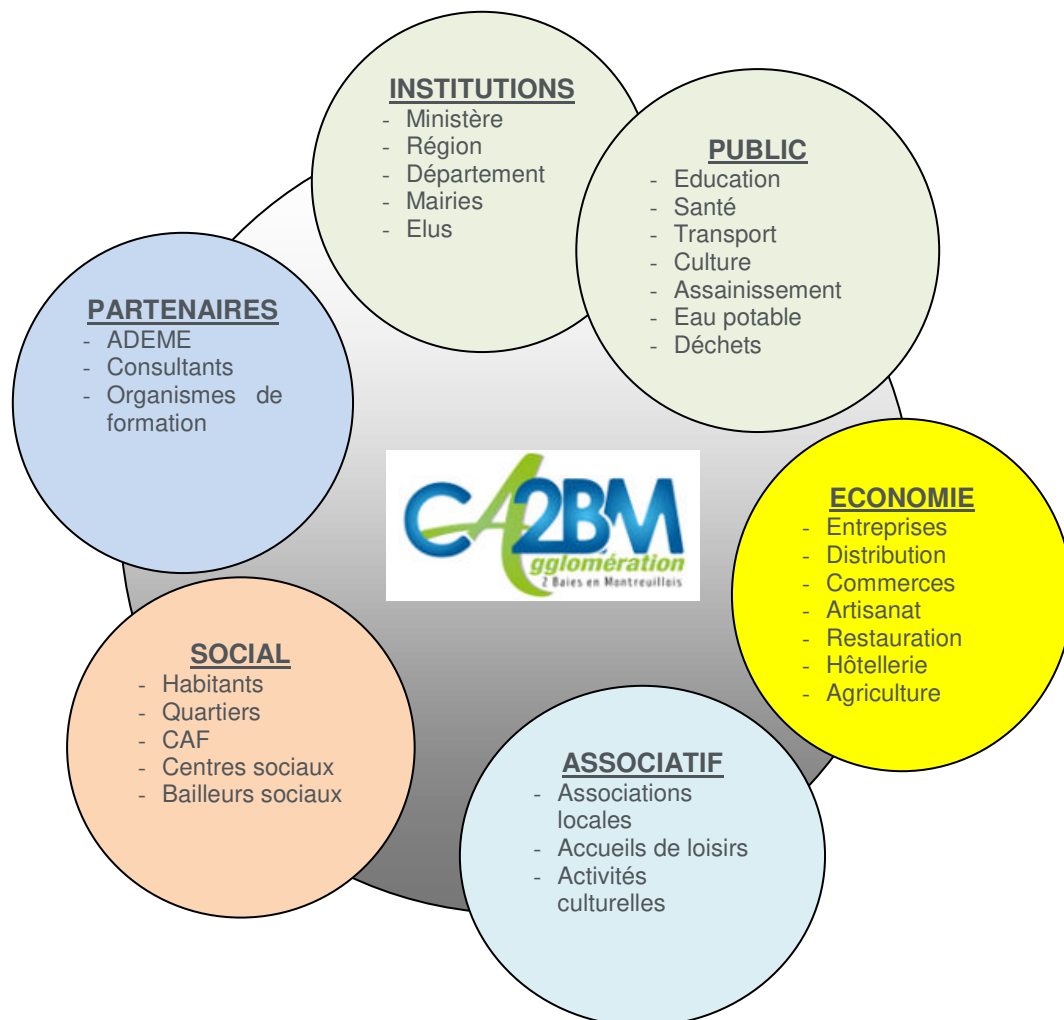 INSTITUTIONS
- Ministère
- Région
- Département
- Mairies
- Elus
PUBLIC
- Education
- Santé
- Transport
- Culture
- Assainissement
- Eau potable
- Déchets
PARTENAIRES
- ADEME
- Consultants
- Organismes de
formation
CA2BM
Agglomération
2 Baies en Montreuillois
ECONOMIE
- Entreprises
- Distribution
- Commerces
- Artisanat
- Restauration
- Hôtellerie
- Agriculture
SOCIAL
- Habitants
- Quartiers
- CAF
- Centres sociaux
- Bailleurs sociaux
ASSOCIATIF
- Associations
locales
- Accueils de loisirs
- Activités
culturelles